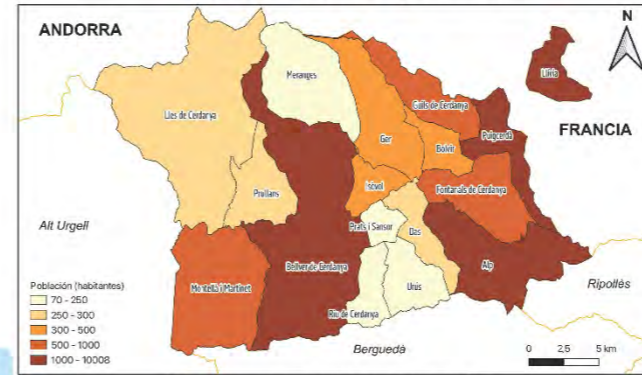 ANDORRA
N
Meranges
Llívia
Lles de Cerdanya
Guils de Cerdanya
Puigcerdà
FRANCIA
Ger
Bolvir
Isòvol
Prullans
Fontanals de Cerdanya
Alt Urgell
Prats i Sansor
Das
Alp
Bellver de Cerdanya
Montellà i Martinet
Urús
Ripollès
Riu de Cerdanya
Berguedà
Población (habitantes)
70 - 250
250 - 300
300 - 500
500 - 1000
1000 - 10008
0 2,5 5 km